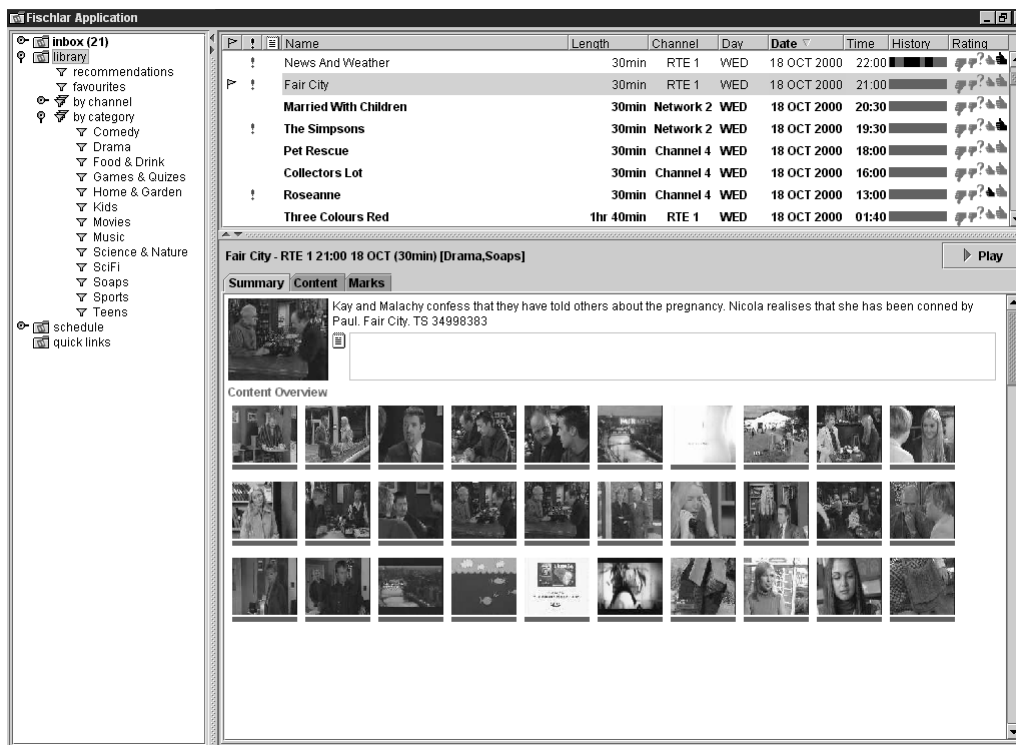 Fischlar Application
inbox (21)
library
recommendations
favourites
by channel
by category
Comedy
Drama
Food & Drink
Games & Quizes
Home & Garden
Kids
Movies
Music
Science & Nature
SciFi
Soaps
Sports
Teens
schedule
quick links
! Name Length Channel Day Date Time History Rating
! News And Weather 30min RTE 1 WED 18 OCT 2000 22:00 ?
! Fair City 30min RTE 1 WED 18 OCT 2000 21:00 ?
Married With Children 30min Network 2 WED 18 OCT 2000 20:30 ?
! The Simpsons 30min Network 2 WED 18 OCT 2000 19:30 ?
Pet Rescue 30min Channel 4 WED 18 OCT 2000 18:00 ?
Collectors Lot 30min Channel 4 WED 18 OCT 2000 16:00 ?
! Roseanne 30min Channel 4 WED 18 OCT 2000 13:00 ?
Three Colours Red 1hr 40min RTE 1 WED 18 OCT 2000 01:40 ?
Fair City - RTE 1 21:00 18 OCT (30min) [Drama,Soaps]
Play
Summary Content Marks
Kay and Malachy confess that they have told others about the pregnancy. Nicola realises that she has been conned by
Paul. Fair City. TS 34998383
Content Overview